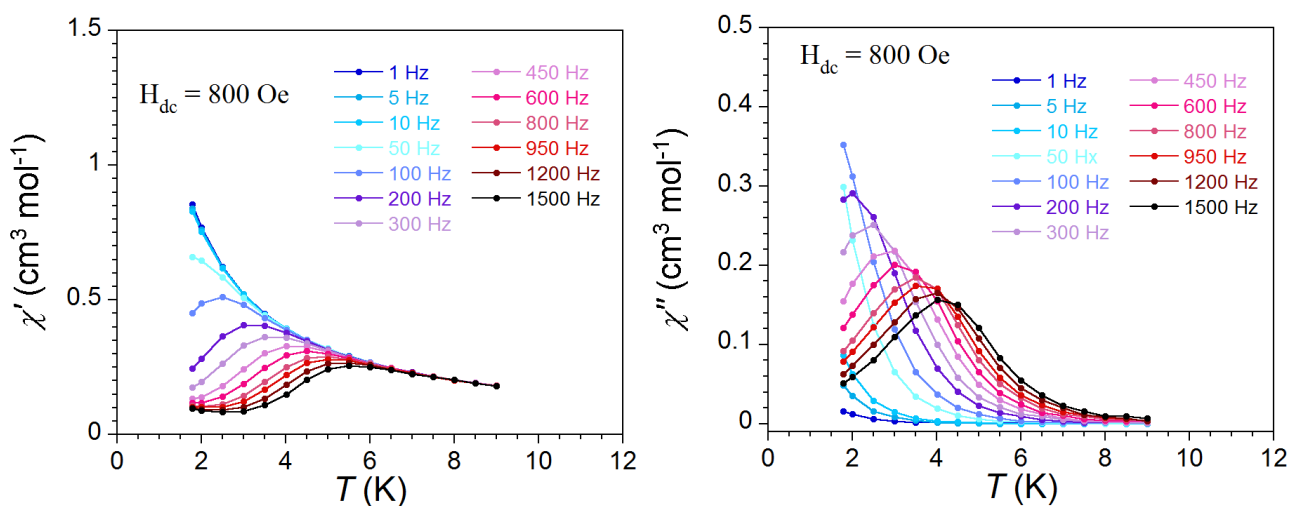 1.5
1
0.5
0
0 2 4 6 8 10 12
χ′ (cm³ mol⁻¹)
T (K)
H_dc = 800 Oe
1 Hz
5 Hz
10 Hz
50 Hz
100 Hz
200 Hz
300 Hz
450 Hz
600 Hz
800 Hz
950 Hz
1200 Hz
1500 Hz
0.5
0.4
0.3
0.2
0.1
0
0 2 4 6 8 10 12
χ″ (cm³ mol⁻¹)
T (K)
H_dc = 800 Oe
1 Hz
5 Hz
10 Hz
50 Hx
100 Hz
200 Hz
300 Hz
450 Hz
600 Hz
800 Hz
950 Hz
1200 Hz
1500 Hz